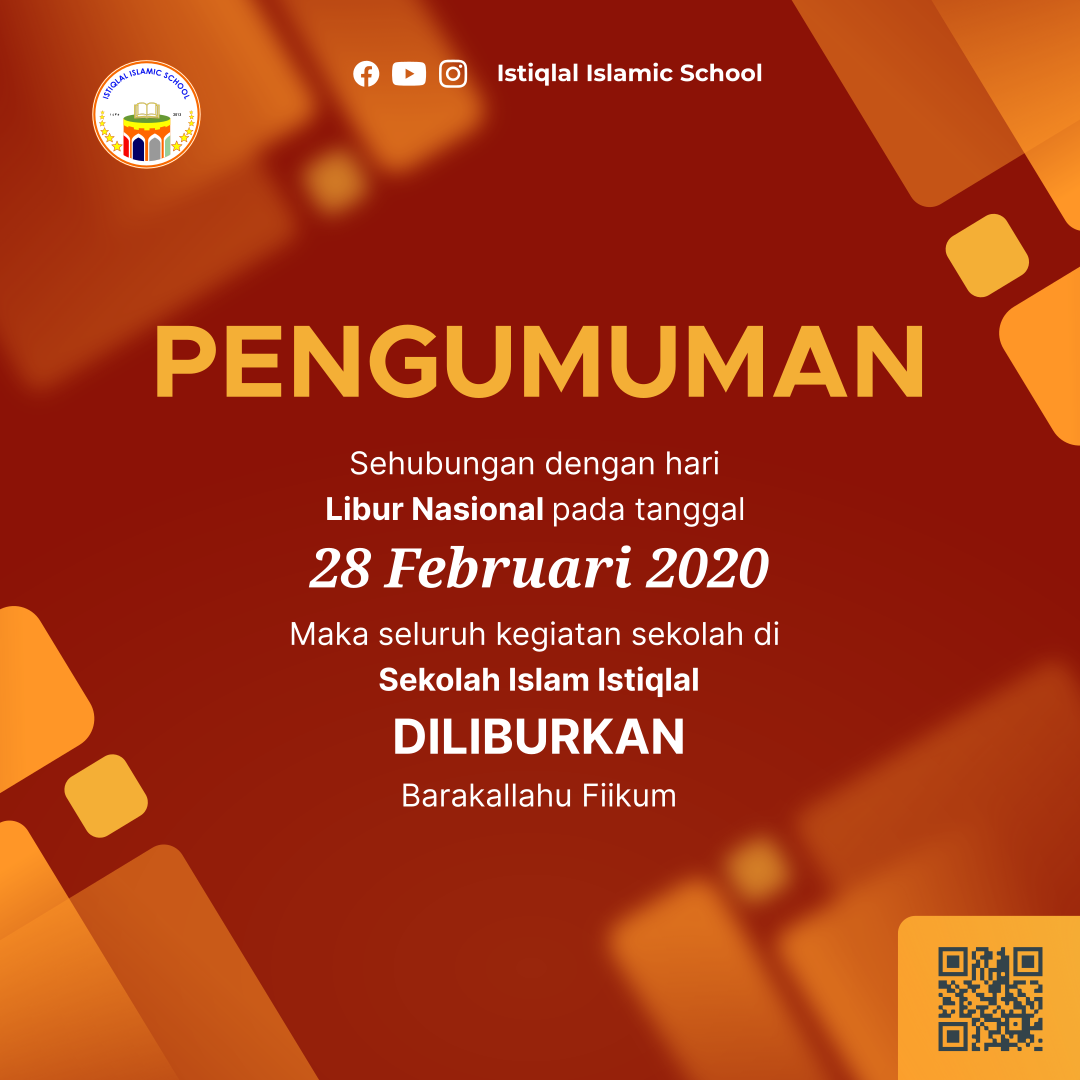 ISTIQLAL ISLAMIC SCHOOL
Istiqlal Islamic School
PENGUMUMAN
Sehubungan dengan hari
Libur Nasional pada tanggal
28 Februari 2020
Maka seluruh kegiatan sekolah di
Sekolah Islam Istiqlal
DILIBURKAN
Barakallahu Fiikum